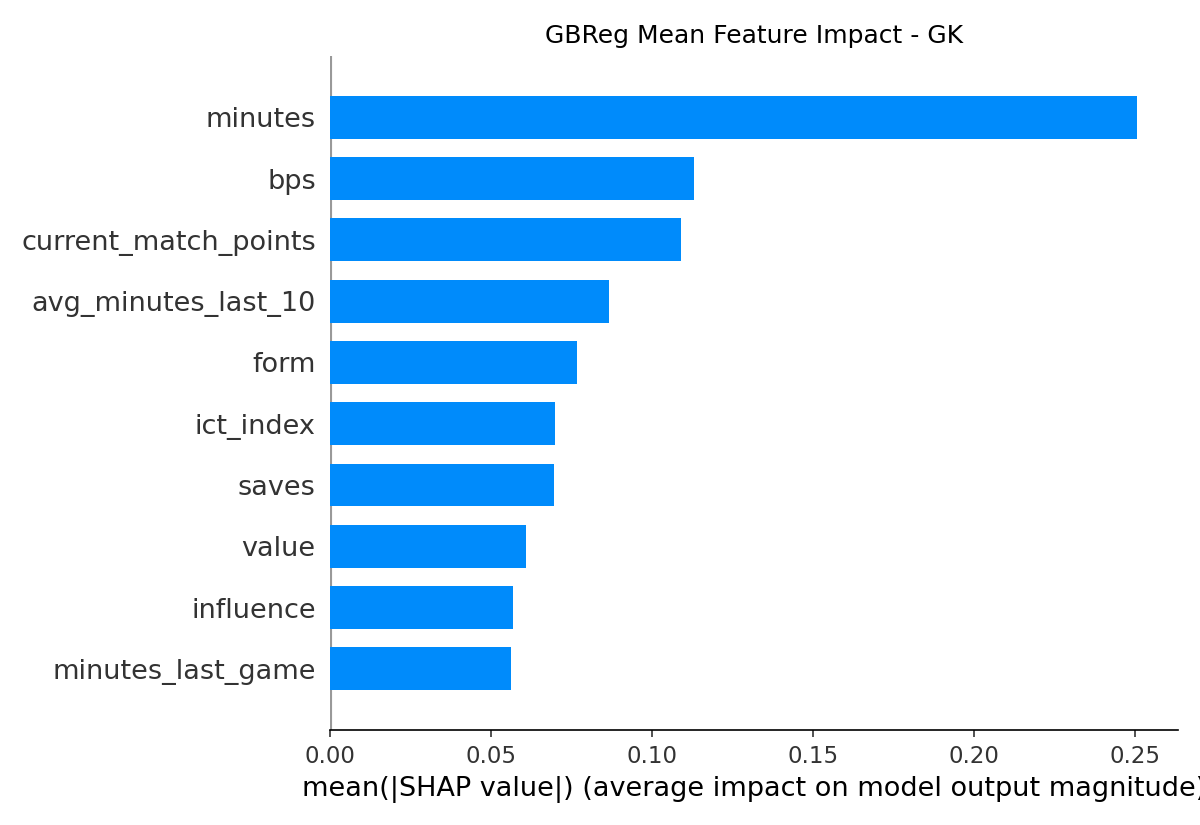 GBReg Mean Feature Impact - GK
minutes
bps
current_match_points
avg_minutes_last_10
form
ict_index
saves
value
influence
minutes_last_game
0.00 0.05 0.10 0.15 0.20 0.25
mean(|SHAP value|) (average impact on model output magnitude)